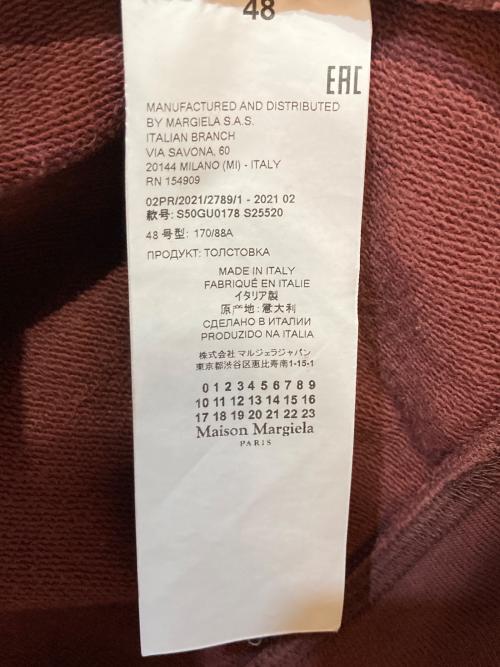 48
EAC
MANUFACTURED AND DISTRIBUTED
BY MARGIELA S.A.S.
ITALIAN BRANCH
VIA SAVONA, 60
20144 MILANO (MI) - ITALY
RN 154909
02PR/2021/2789/1 - 2021 02
款号: S50GU0178 S25520
48 号型: 170/88A
ПРОДУКТ: ТОЛСТОВКА
MADE IN ITALY
FABRIQUÉ EN ITALIE
イタリア製
原产地: 意大利
СДЕЛАНО В ИТАЛИИ
PRODUZIDO NA ITALIA
株式会社 マルジェラジャパン
東京都渋谷区恵比寿南1-15-1
0 1 2 3 4 5 6 7 8 9
10 11 12 13 14 15 16
17 18 19 20 21 22 23
Maison Margiela
PARIS